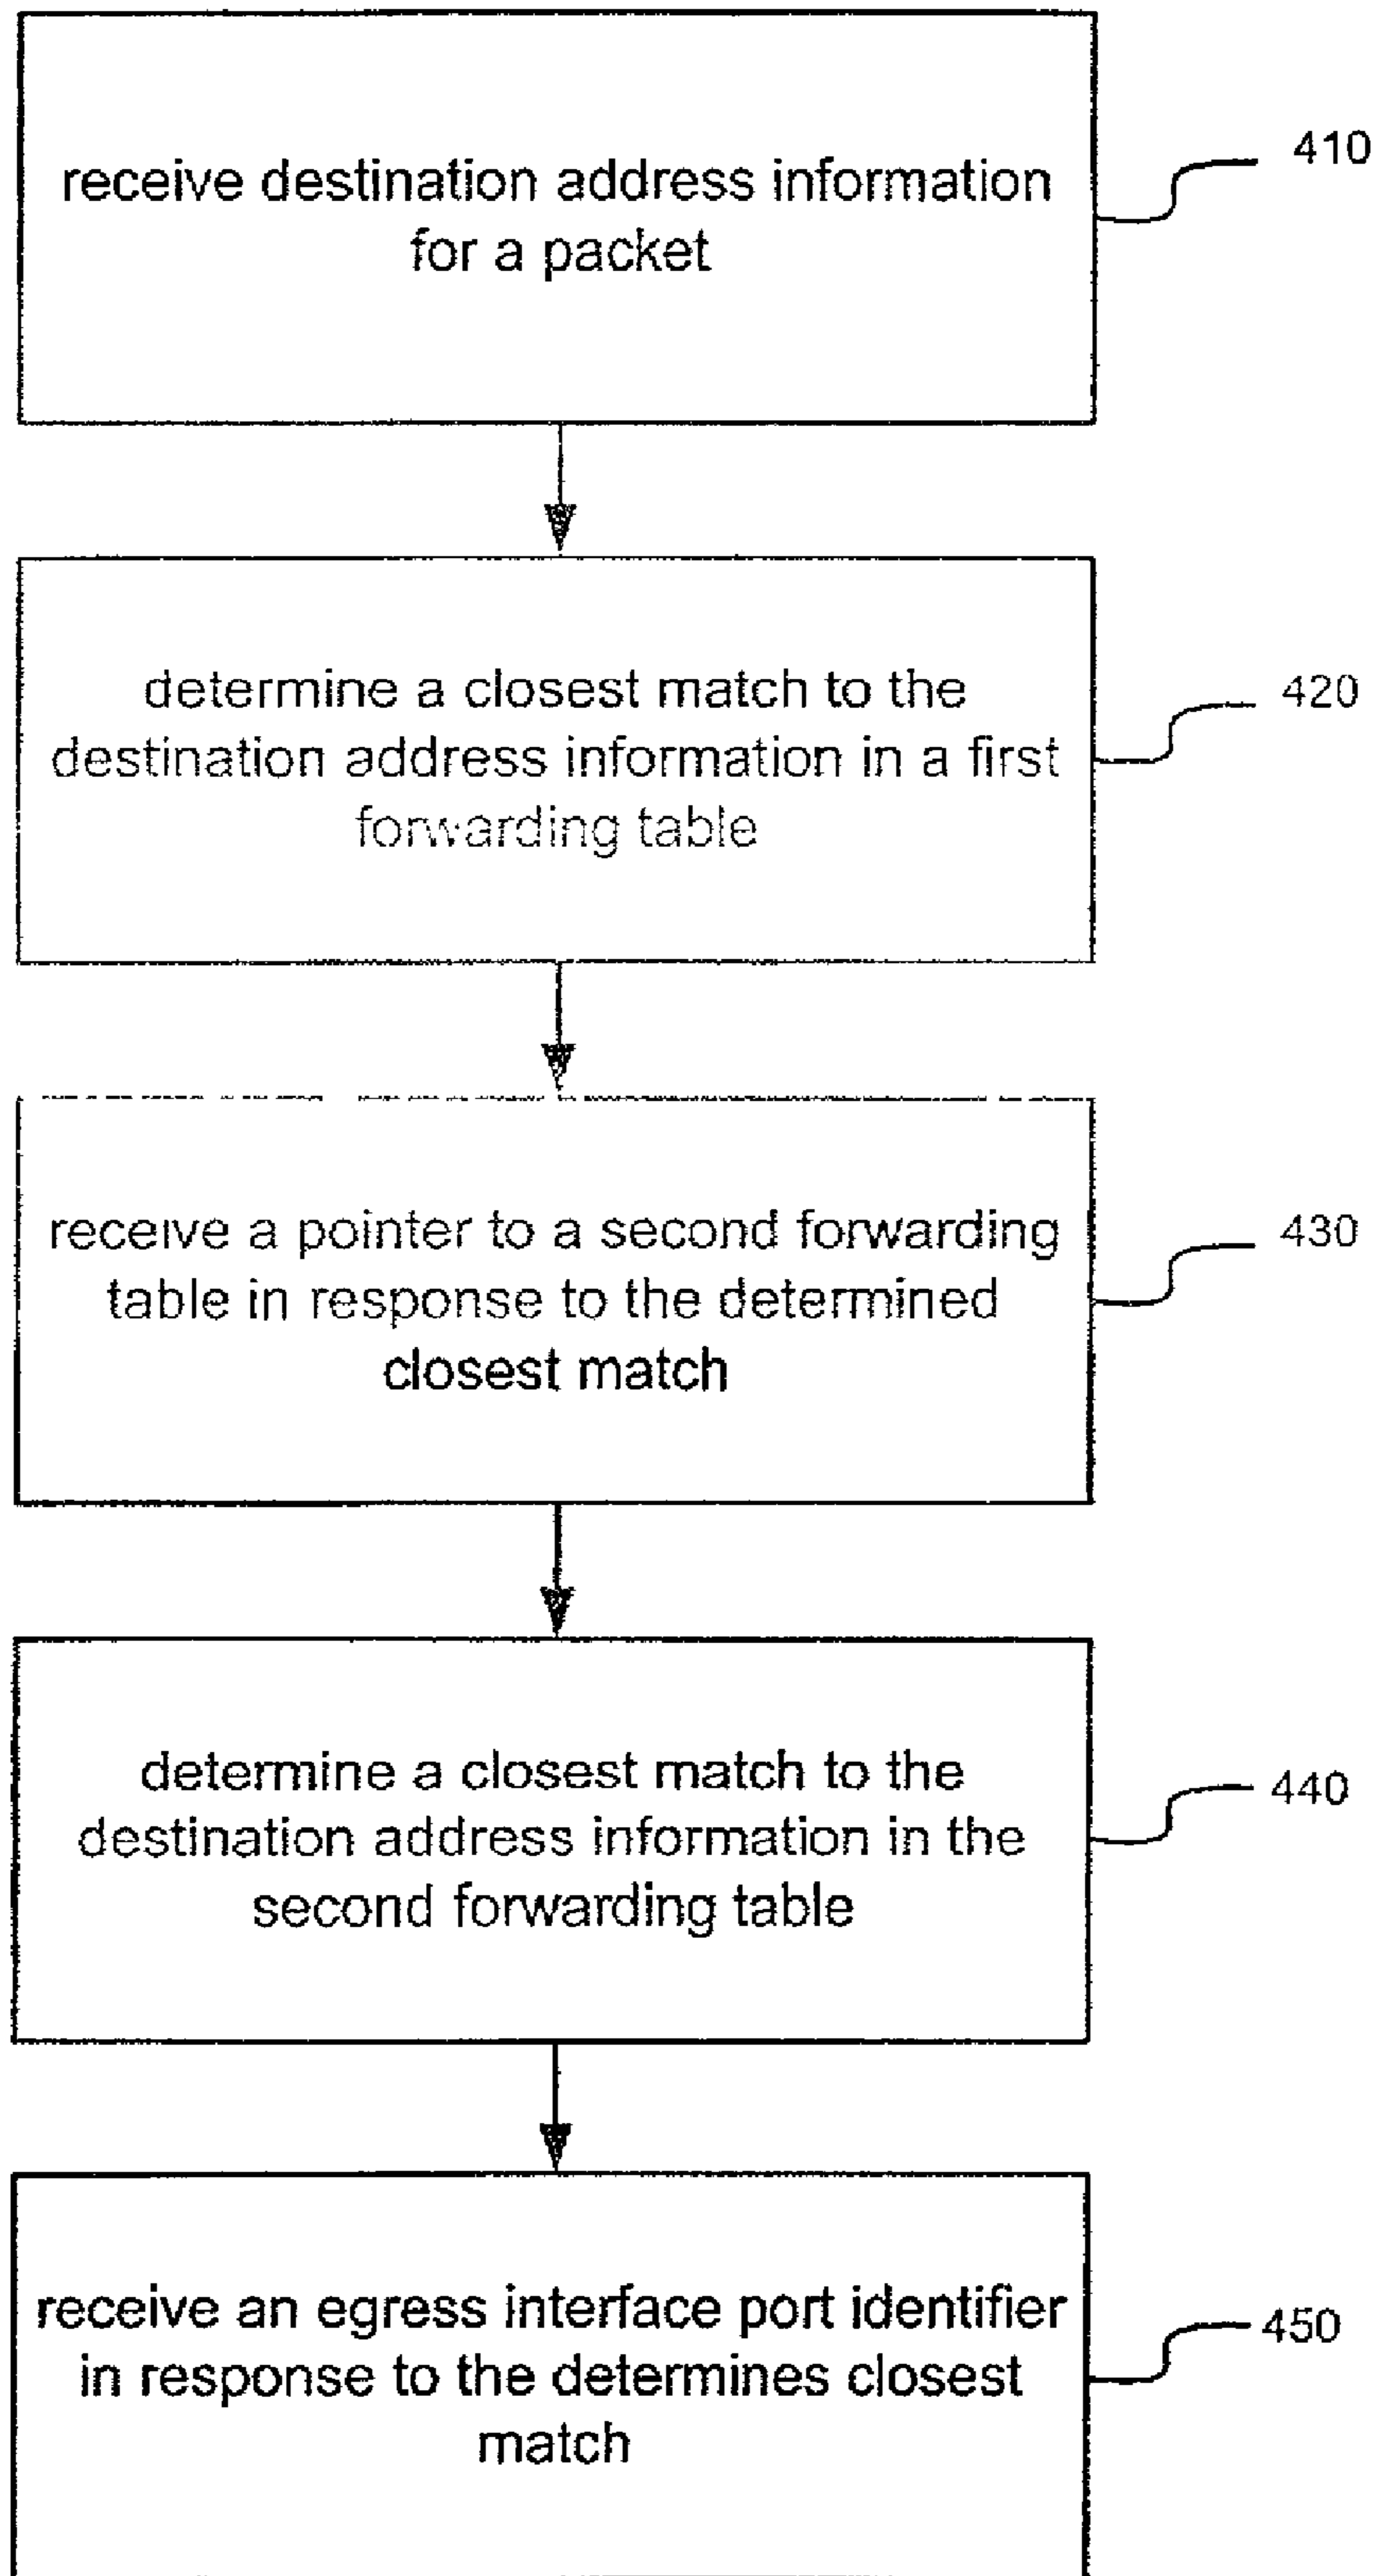 receive destination address information
for a packet
410
determine a closest match to the
destination address information in a first
forwarding table
420
receive a pointer to a second forwarding
table in response to the determined
closest match
430
determine a closest match to the
destination address information in the
second forwarding table
440
receive an egress interface port identifier
in response to the determines closest
match
450